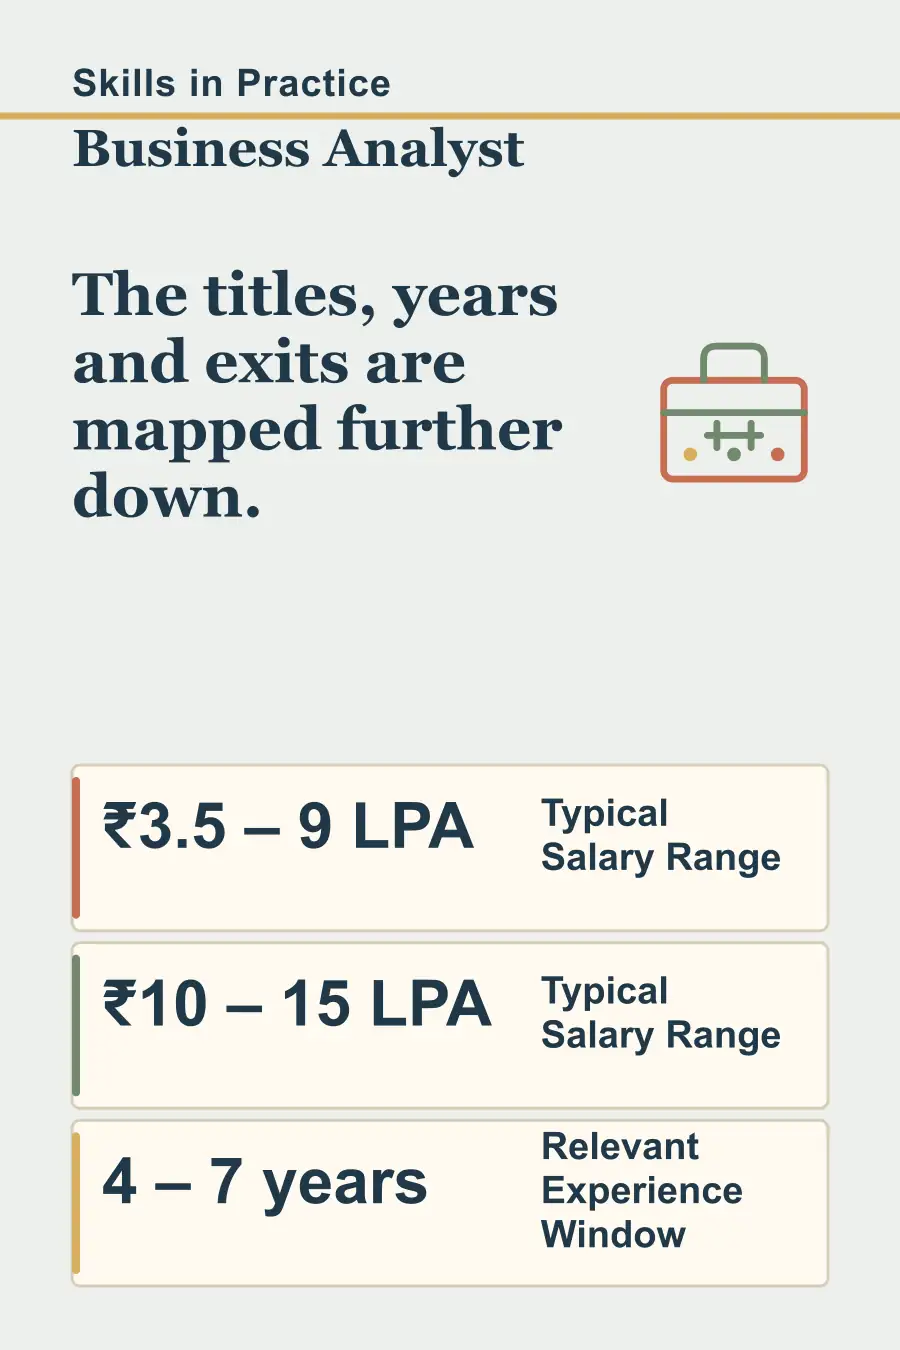 Skills in Practice
Business Analyst
The titles, years
and exits are
mapped further
down.
₹3.5 – 9 LPA
Typical
Salary Range
₹10 – 15 LPA
Typical
Salary Range
4 – 7 years
Relevant
Experience
Window